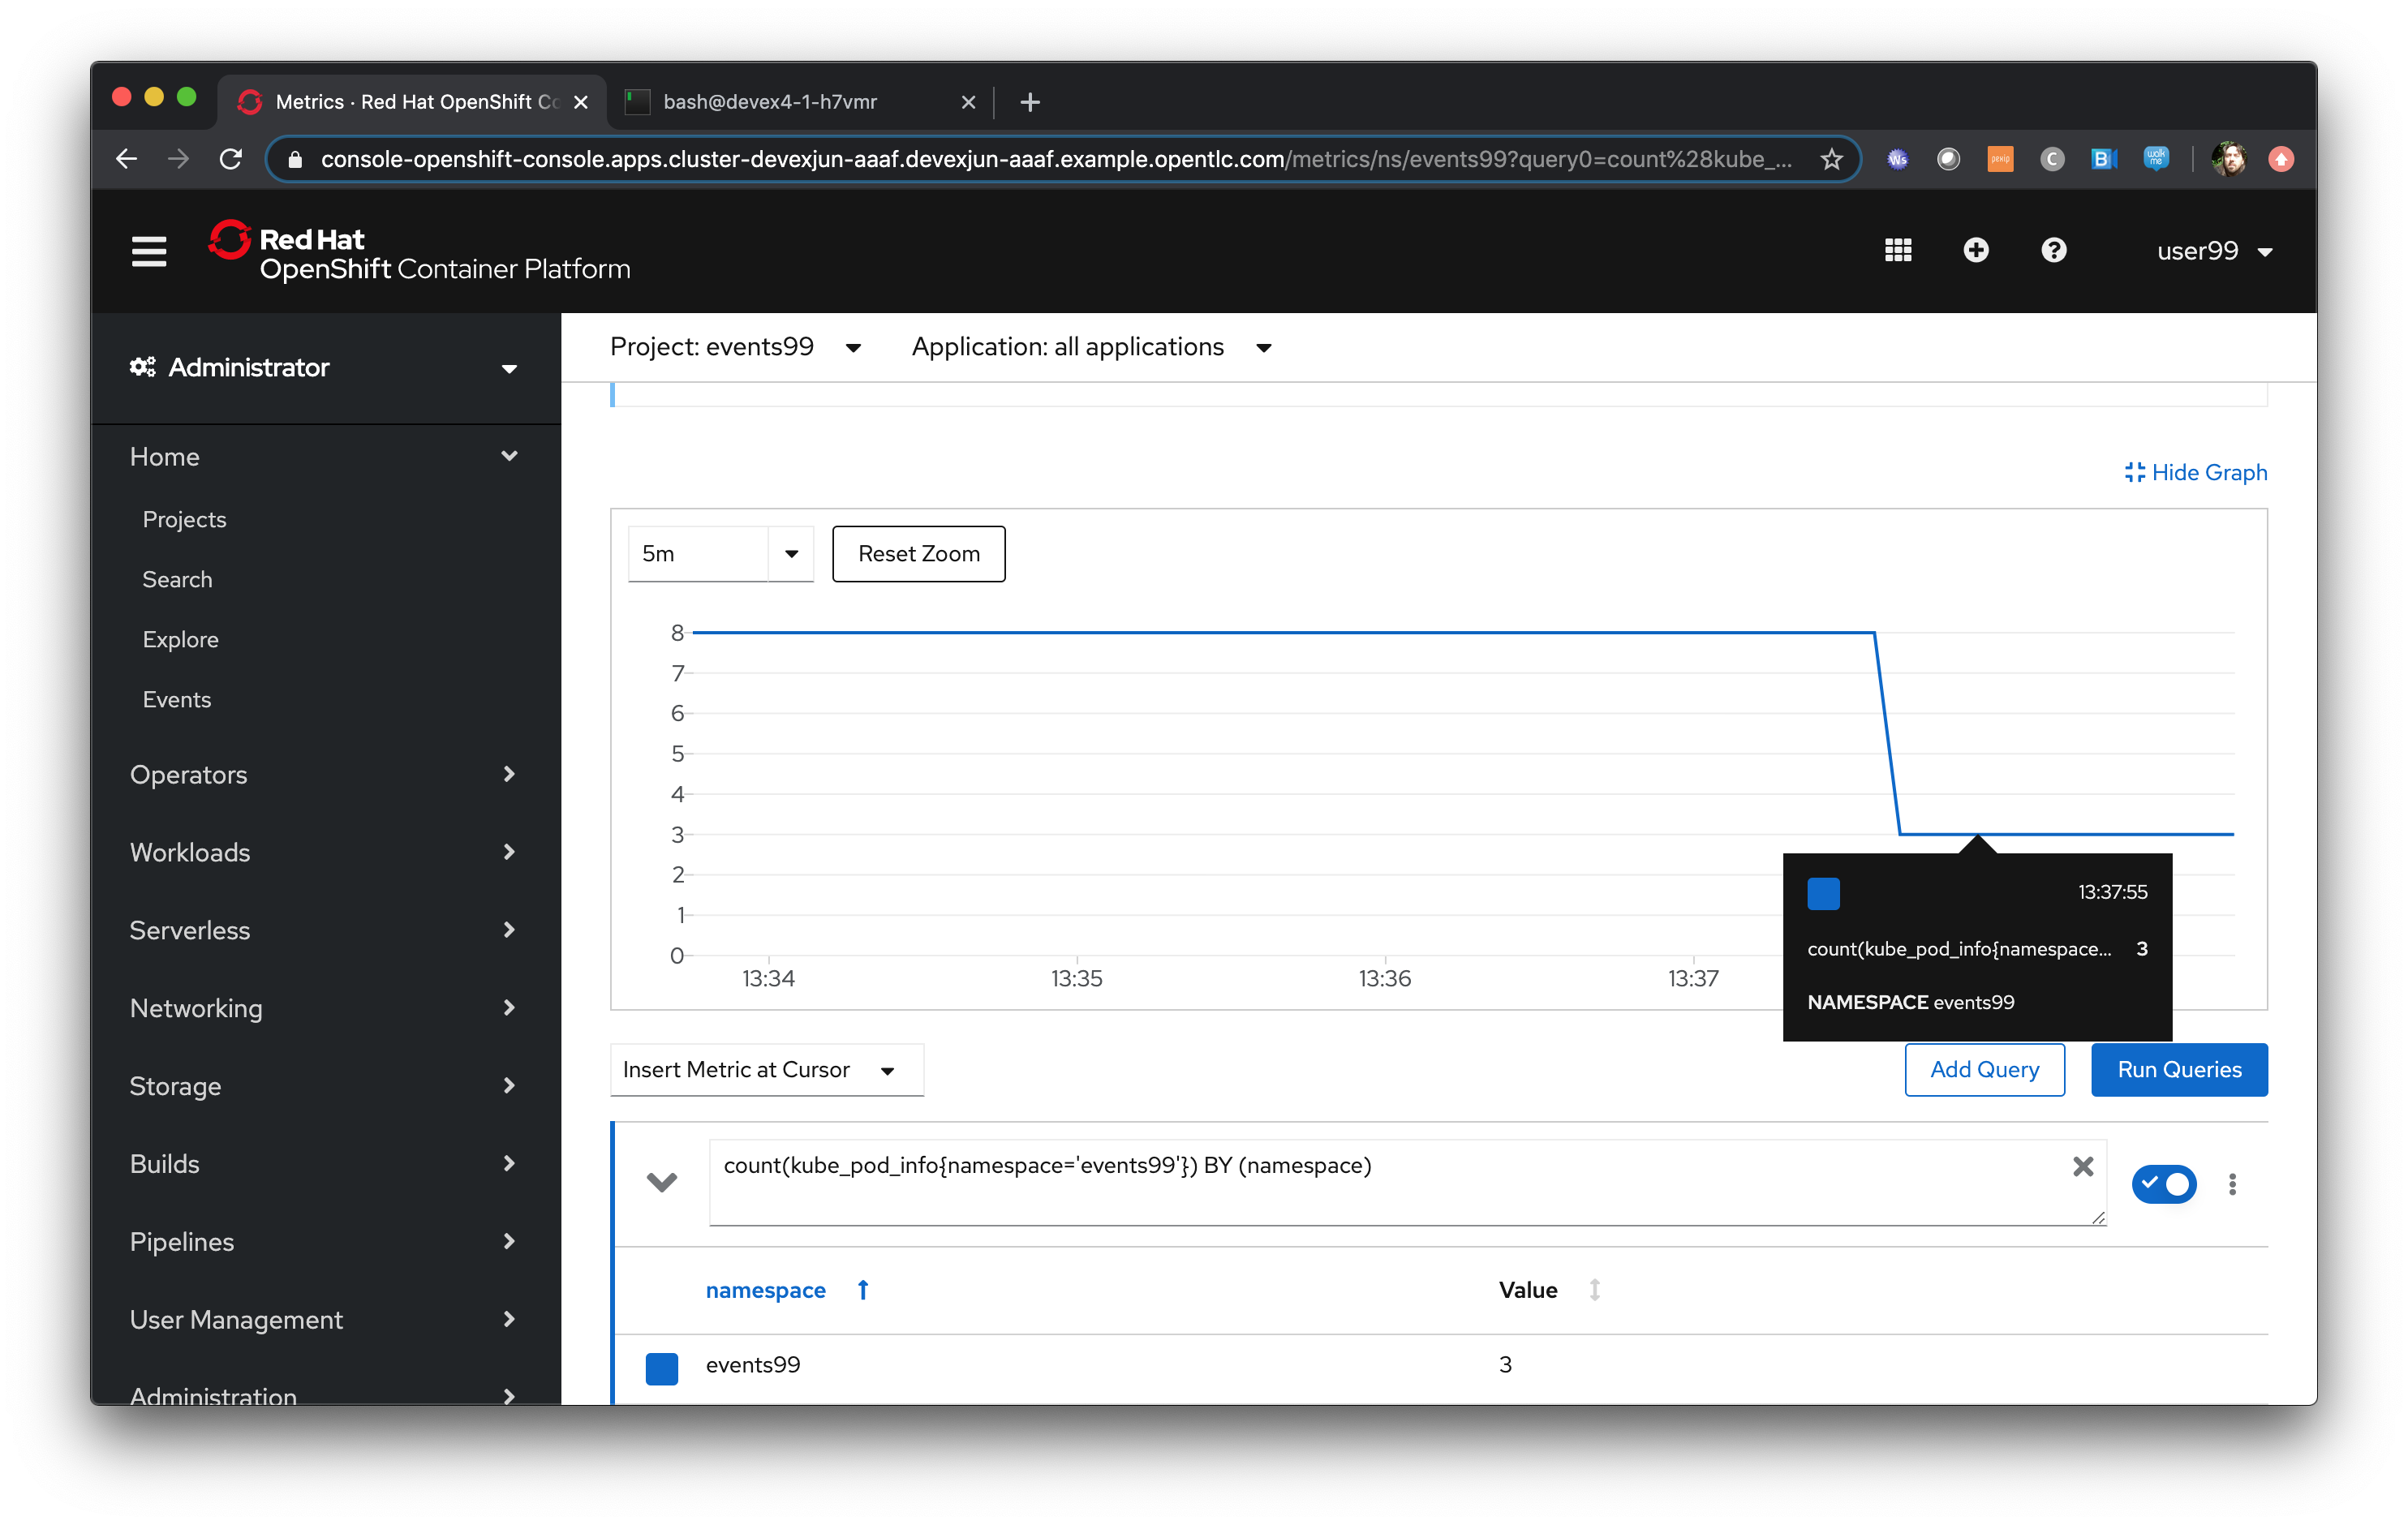 Metrics · Red Hat OpenShift Co
bash@devex4-1-h7vmr
console-openshift-console.apps.cluster-devexjun-aaaf.devexjun-aaaf.example.opentlc.com/metrics/ns/events99?query0=count%28kube_...
Ws
pexip
C
B
walk me
Red Hat
OpenShift Container Platform
user99
Administrator
Project: events99
Application: all applications
Home
Projects
Search
Explore
Events
Operators
Workloads
Serverless
Networking
Storage
Builds
Pipelines
User Management
Administration
Hide Graph
5m
Reset Zoom
8
7
6
5
4
3
2
1
0
13:34
13:35
13:36
13:37
13:37:55
count(kube_pod_info{namespace... 3
NAMESPACE events99
Insert Metric at Cursor
Add Query
Run Queries
count(kube_pod_info{namespace='events99'}) BY (namespace)
namespace
Value
events99
3